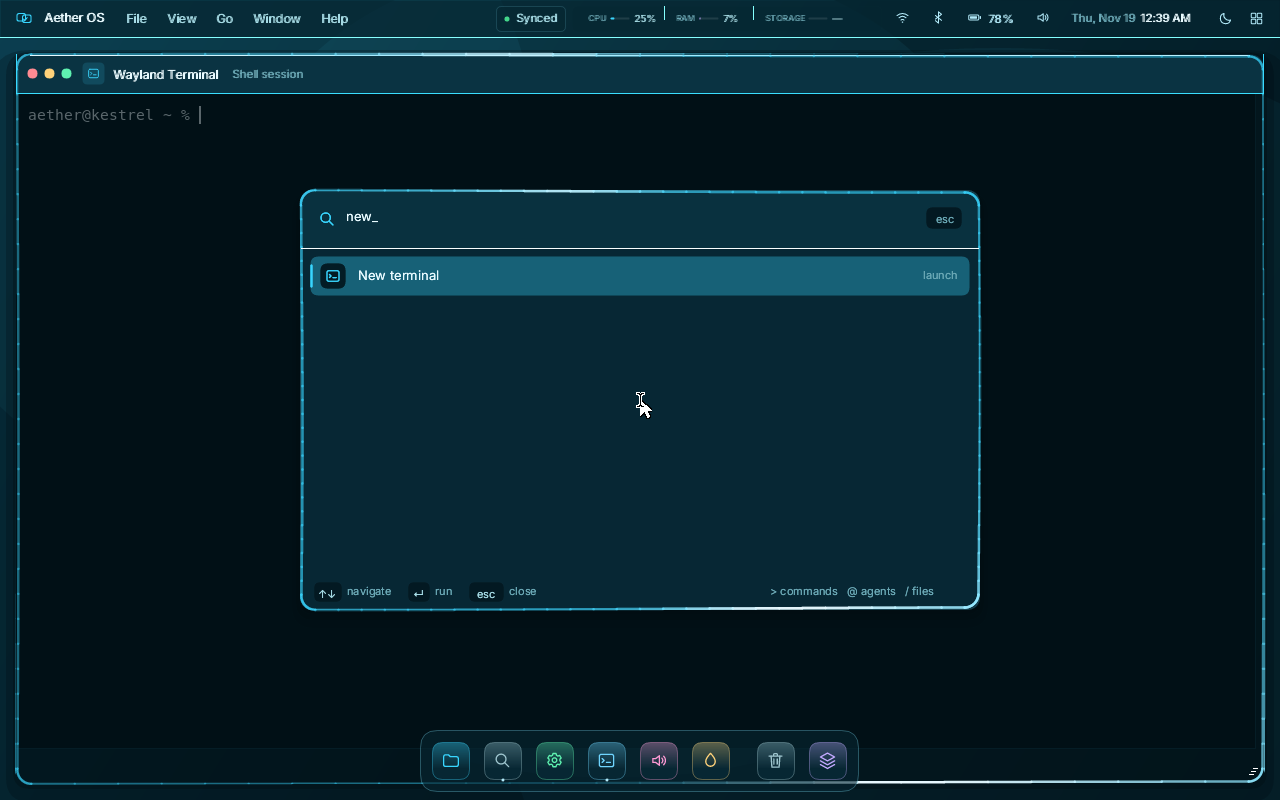 Aether OS File View Go Window Help Synced CPU 25% RAM 7% STORAGE — 78% Thu, Nov 19 12:39 AM
Wayland Terminal Shell session
aether@kestrel ~ %
new_ esc
New terminal launch
↑↓ navigate ↵ run esc close > commands @ agents / files